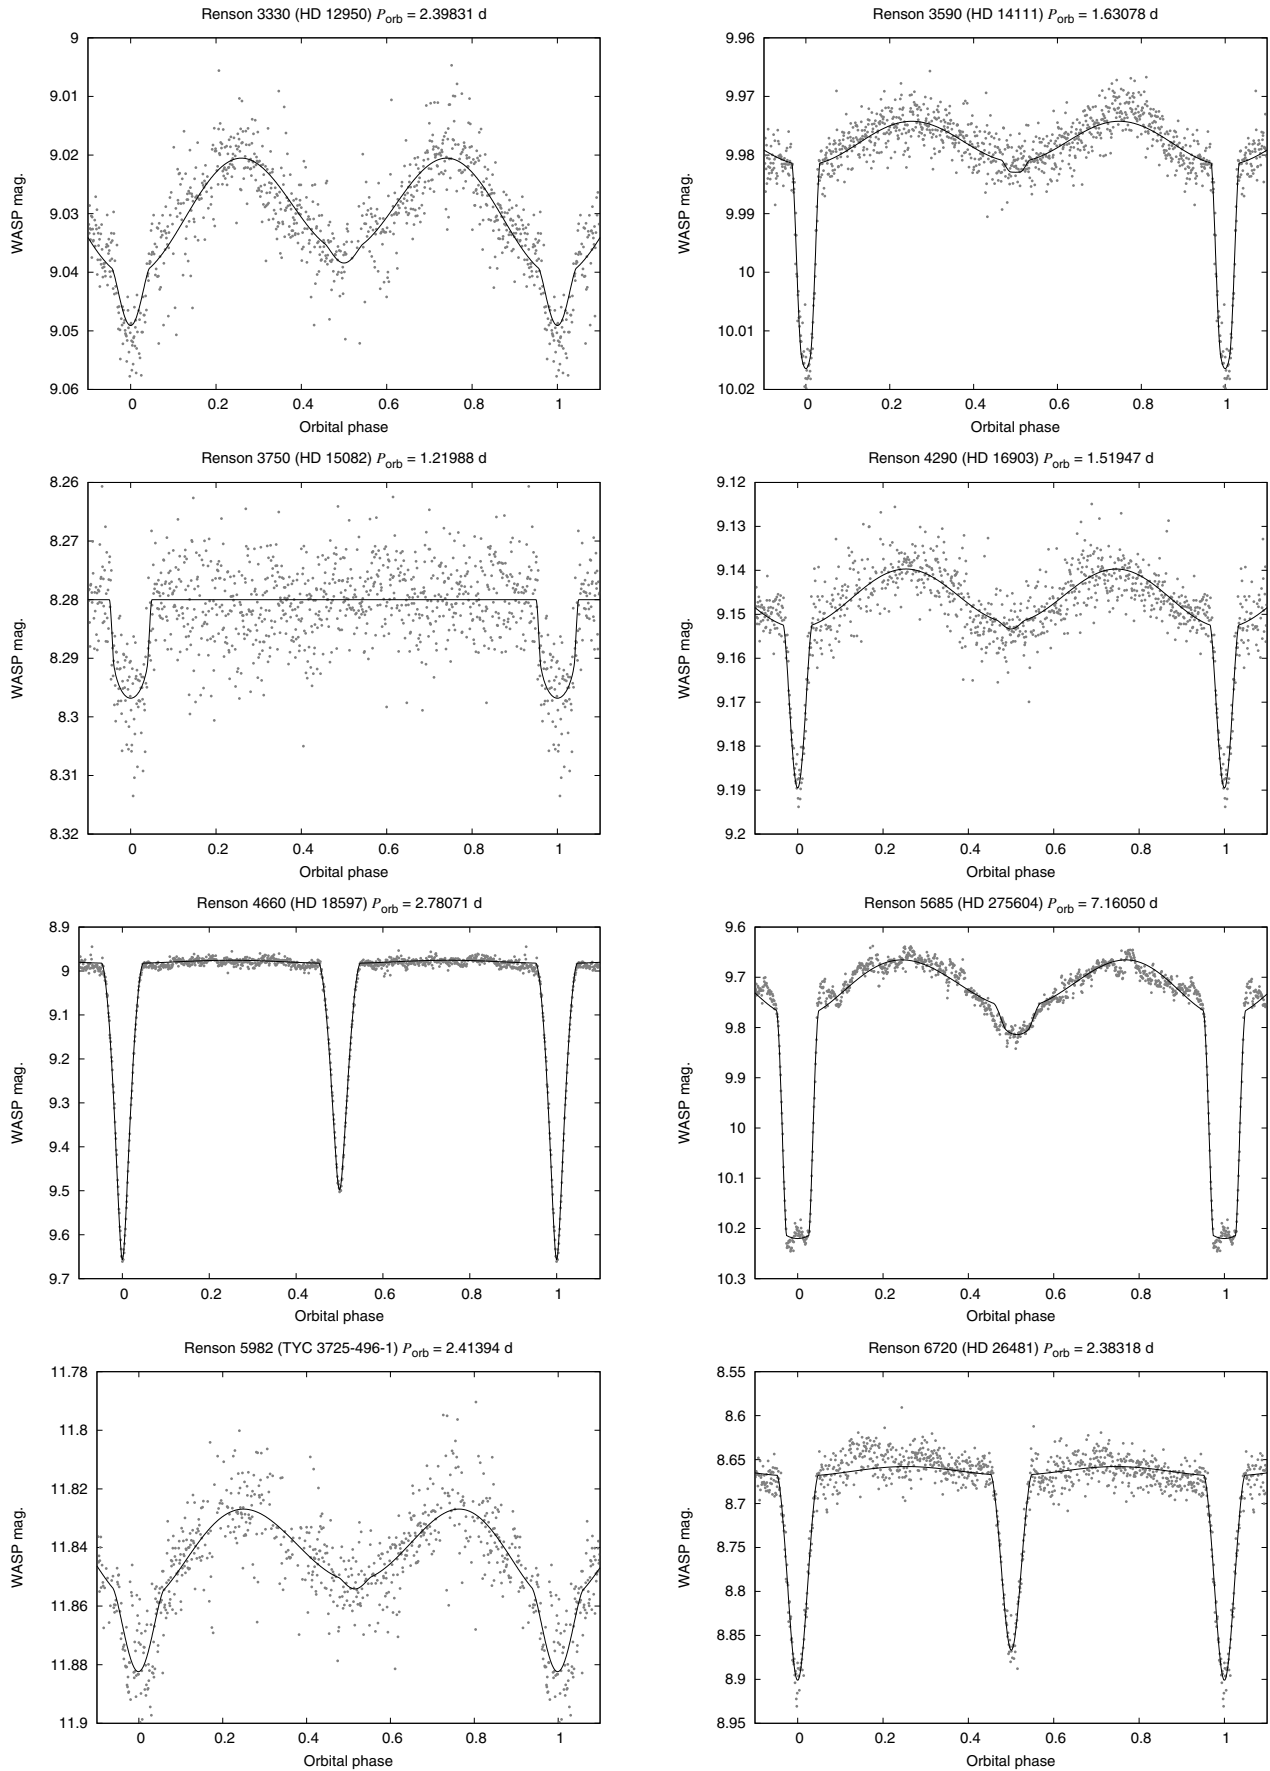 Renson 3330 (HD 12950) Porb = 2.39831 d
9
9.01
9.02
9.03
9.04
9.05
9.06
WASP mag.
0 0.2 0.4 0.6 0.8 1
Orbital phase
Renson 3590 (HD 14111) Porb = 1.63078 d
9.96
9.97
9.98
9.99
10
10.01
10.02
WASP mag.
0 0.2 0.4 0.6 0.8 1
Orbital phase
Renson 3750 (HD 15082) Porb = 1.21988 d
8.26
8.27
8.28
8.29
8.3
8.31
8.32
WASP mag.
0 0.2 0.4 0.6 0.8 1
Orbital phase
Renson 4290 (HD 16903) Porb = 1.51947 d
9.12
9.13
9.14
9.15
9.16
9.17
9.18
9.19
9.2
WASP mag.
0 0.2 0.4 0.6 0.8 1
Orbital phase
Renson 4660 (HD 18597) Porb = 2.78071 d
8.9
9
9.1
9.2
9.3
9.4
9.5
9.6
9.7
WASP mag.
0 0.2 0.4 0.6 0.8 1
Orbital phase
Renson 5685 (HD 275604) Porb = 7.16050 d
9.6
9.7
9.8
9.9
10
10.1
10.2
10.3
WASP mag.
0 0.2 0.4 0.6 0.8 1
Orbital phase
Renson 5982 (TYC 3725-496-1) Porb = 2.41394 d
11.78
11.8
11.82
11.84
11.86
11.88
11.9
WASP mag.
0 0.2 0.4 0.6 0.8 1
Orbital phase
Renson 6720 (HD 26481) Porb = 2.38318 d
8.55
8.6
8.65
8.7
8.75
8.8
8.85
8.9
8.95
WASP mag.
0 0.2 0.4 0.6 0.8 1
Orbital phase